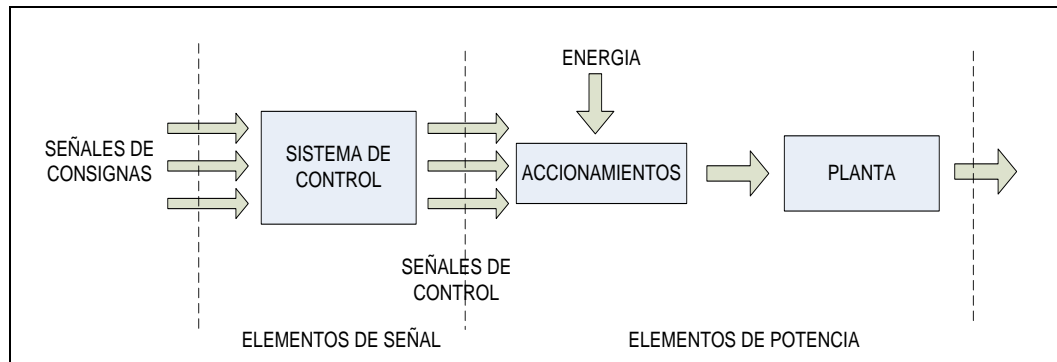 ENERGIA
SEÑALES DE
CONSIGNAS
SISTEMA DE
CONTROL
ACCIONAMIENTOS
PLANTA
SEÑALES DE
CONTROL
ELEMENTOS DE SEÑAL
ELEMENTOS DE POTENCIA